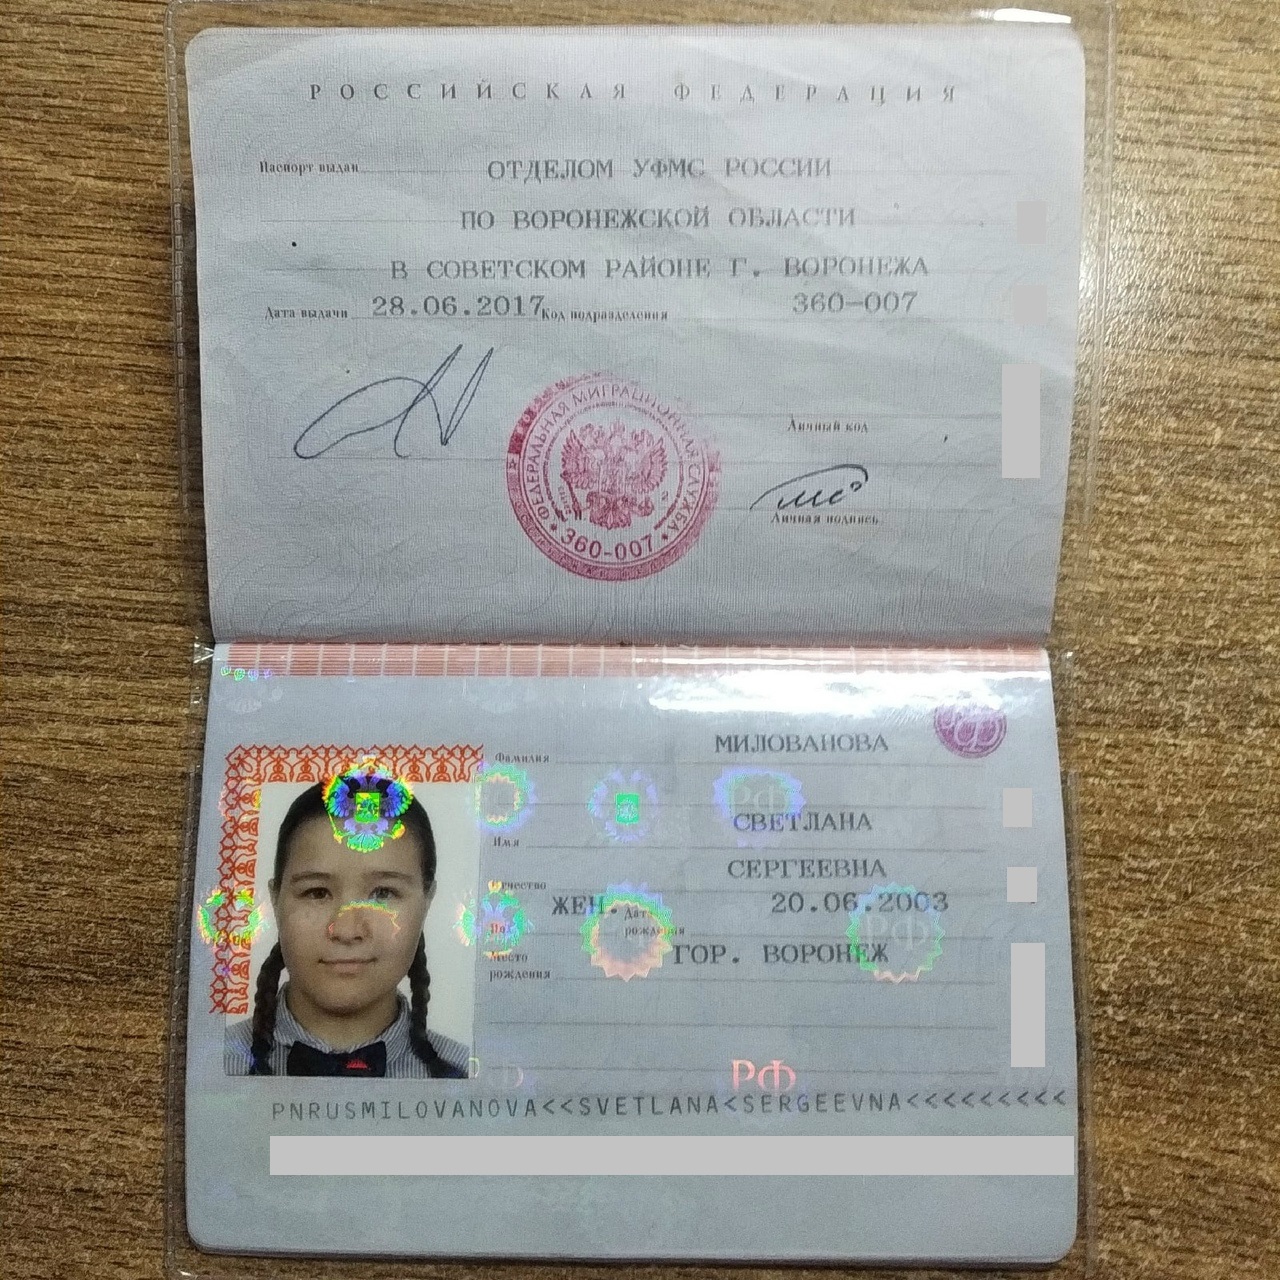 РОССИЙСКАЯ ФЕДЕРАЦИЯ
Паспорт выдан ОТДЕЛОМ УФМС РОССИИ
ПО ВОРОНЕЖСКОЙ ОБЛАСТИ
В СОВЕТСКОМ РАЙОНЕ Г. ВОРОНЕЖА
Дата выдачи 28.06.2017 Код подразделения 360-007
ФЕДЕРАЛЬНАЯ МИГРАЦИОННАЯ СЛУЖБА
360-007
Личный код
Личная подпись
Фамилия МИЛОВАНОВА
РФ
Имя СВЕТЛАНА
Отчество СЕРГЕЕВНА
Пол ЖЕН. Дата рождения 20.06.2003
Место рождения ГОР. ВОРОНЕЖ
РФ
PNRUSMILOVANOVA<<SVETLANA<SERGEEVNA<<<<<<<<<